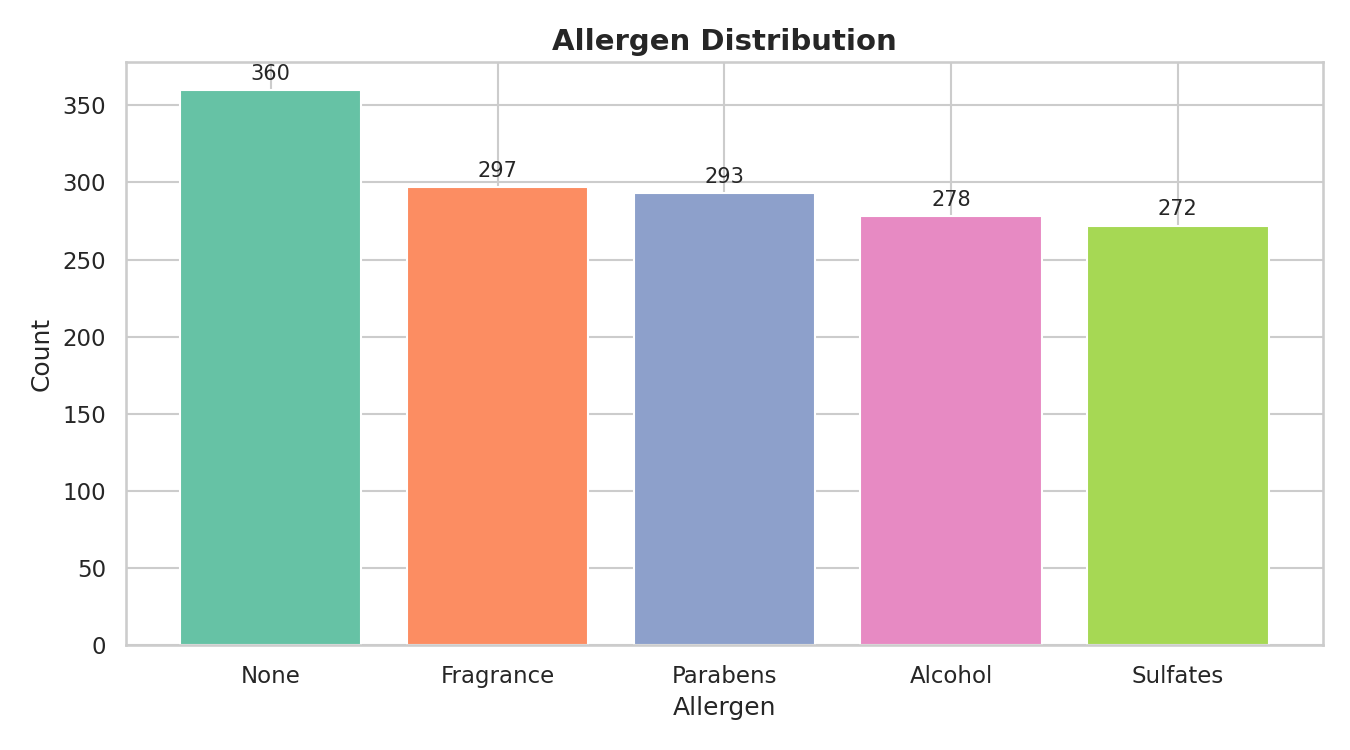 Allergen Distribution
360
297
293
278
272
350
300
250
200
150
100
50
0
Count
None
Fragrance
Parabens
Alcohol
Sulfates
Allergen